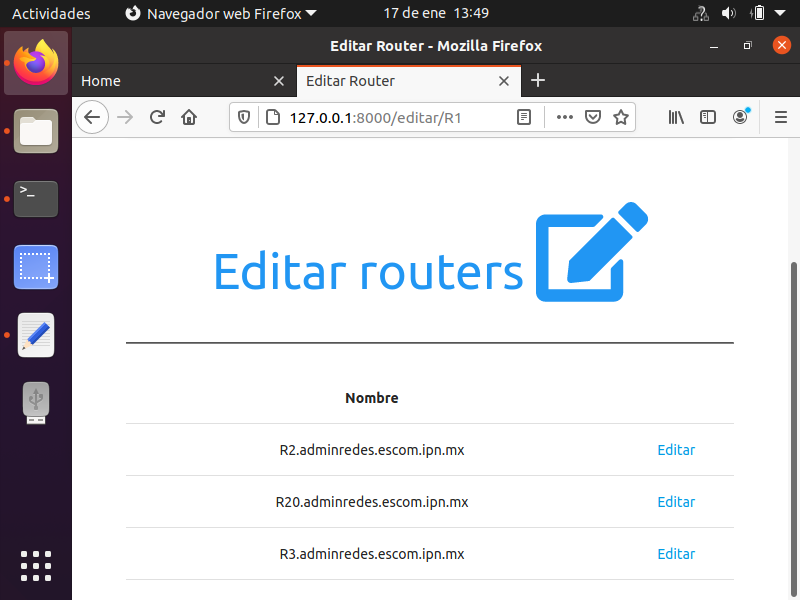 Actividades Navegador web Firefox 17 de ene 13:49
Editar Router - Mozilla Firefox
Home Editar Router
127.0.0.1:8000/editar/R1
>_
Editar routers
Nombre
R2.adminredes.escom.ipn.mx Editar
R20.adminredes.escom.ipn.mx Editar
R3.adminredes.escom.ipn.mx Editar